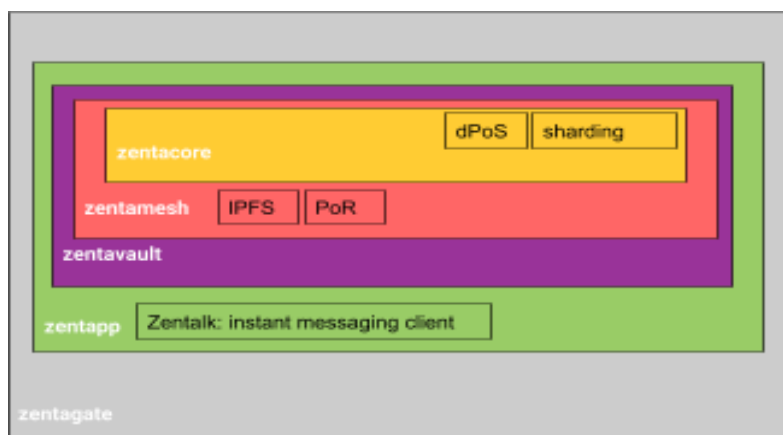 dPoS
sharding
zentacore
zentamesh
IPFS
PoR
zentavault
zentapp
Zentalk: instant messaging client
zentagate